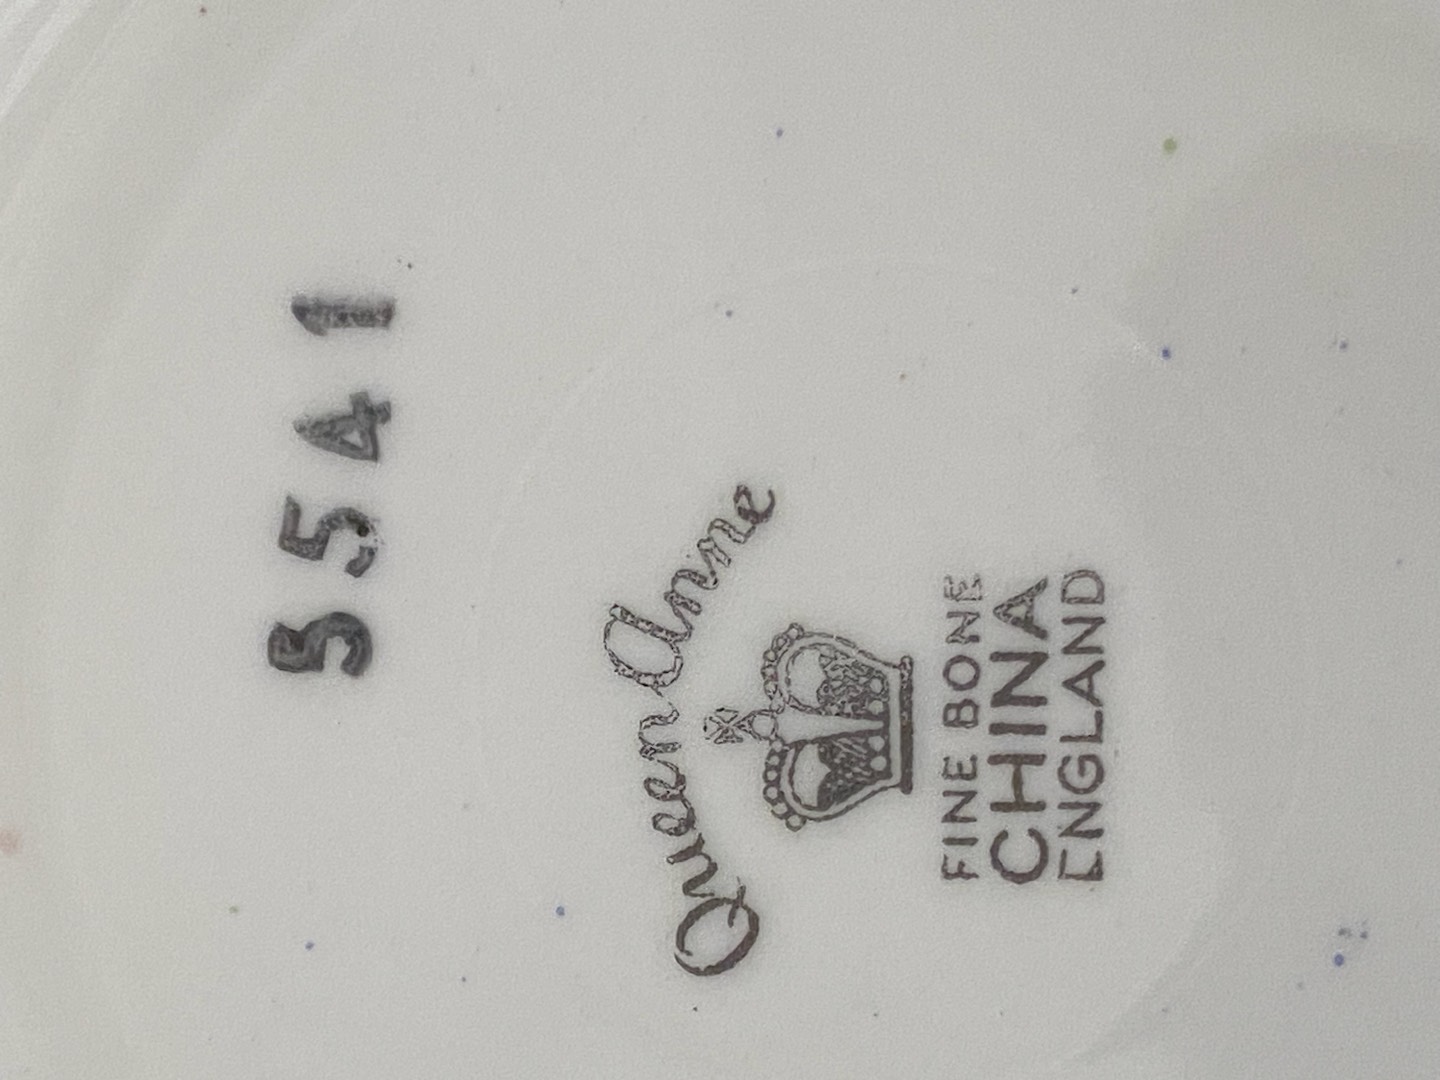 5541
Queen Anne
FINE BONE
CHINA
ENGLAND